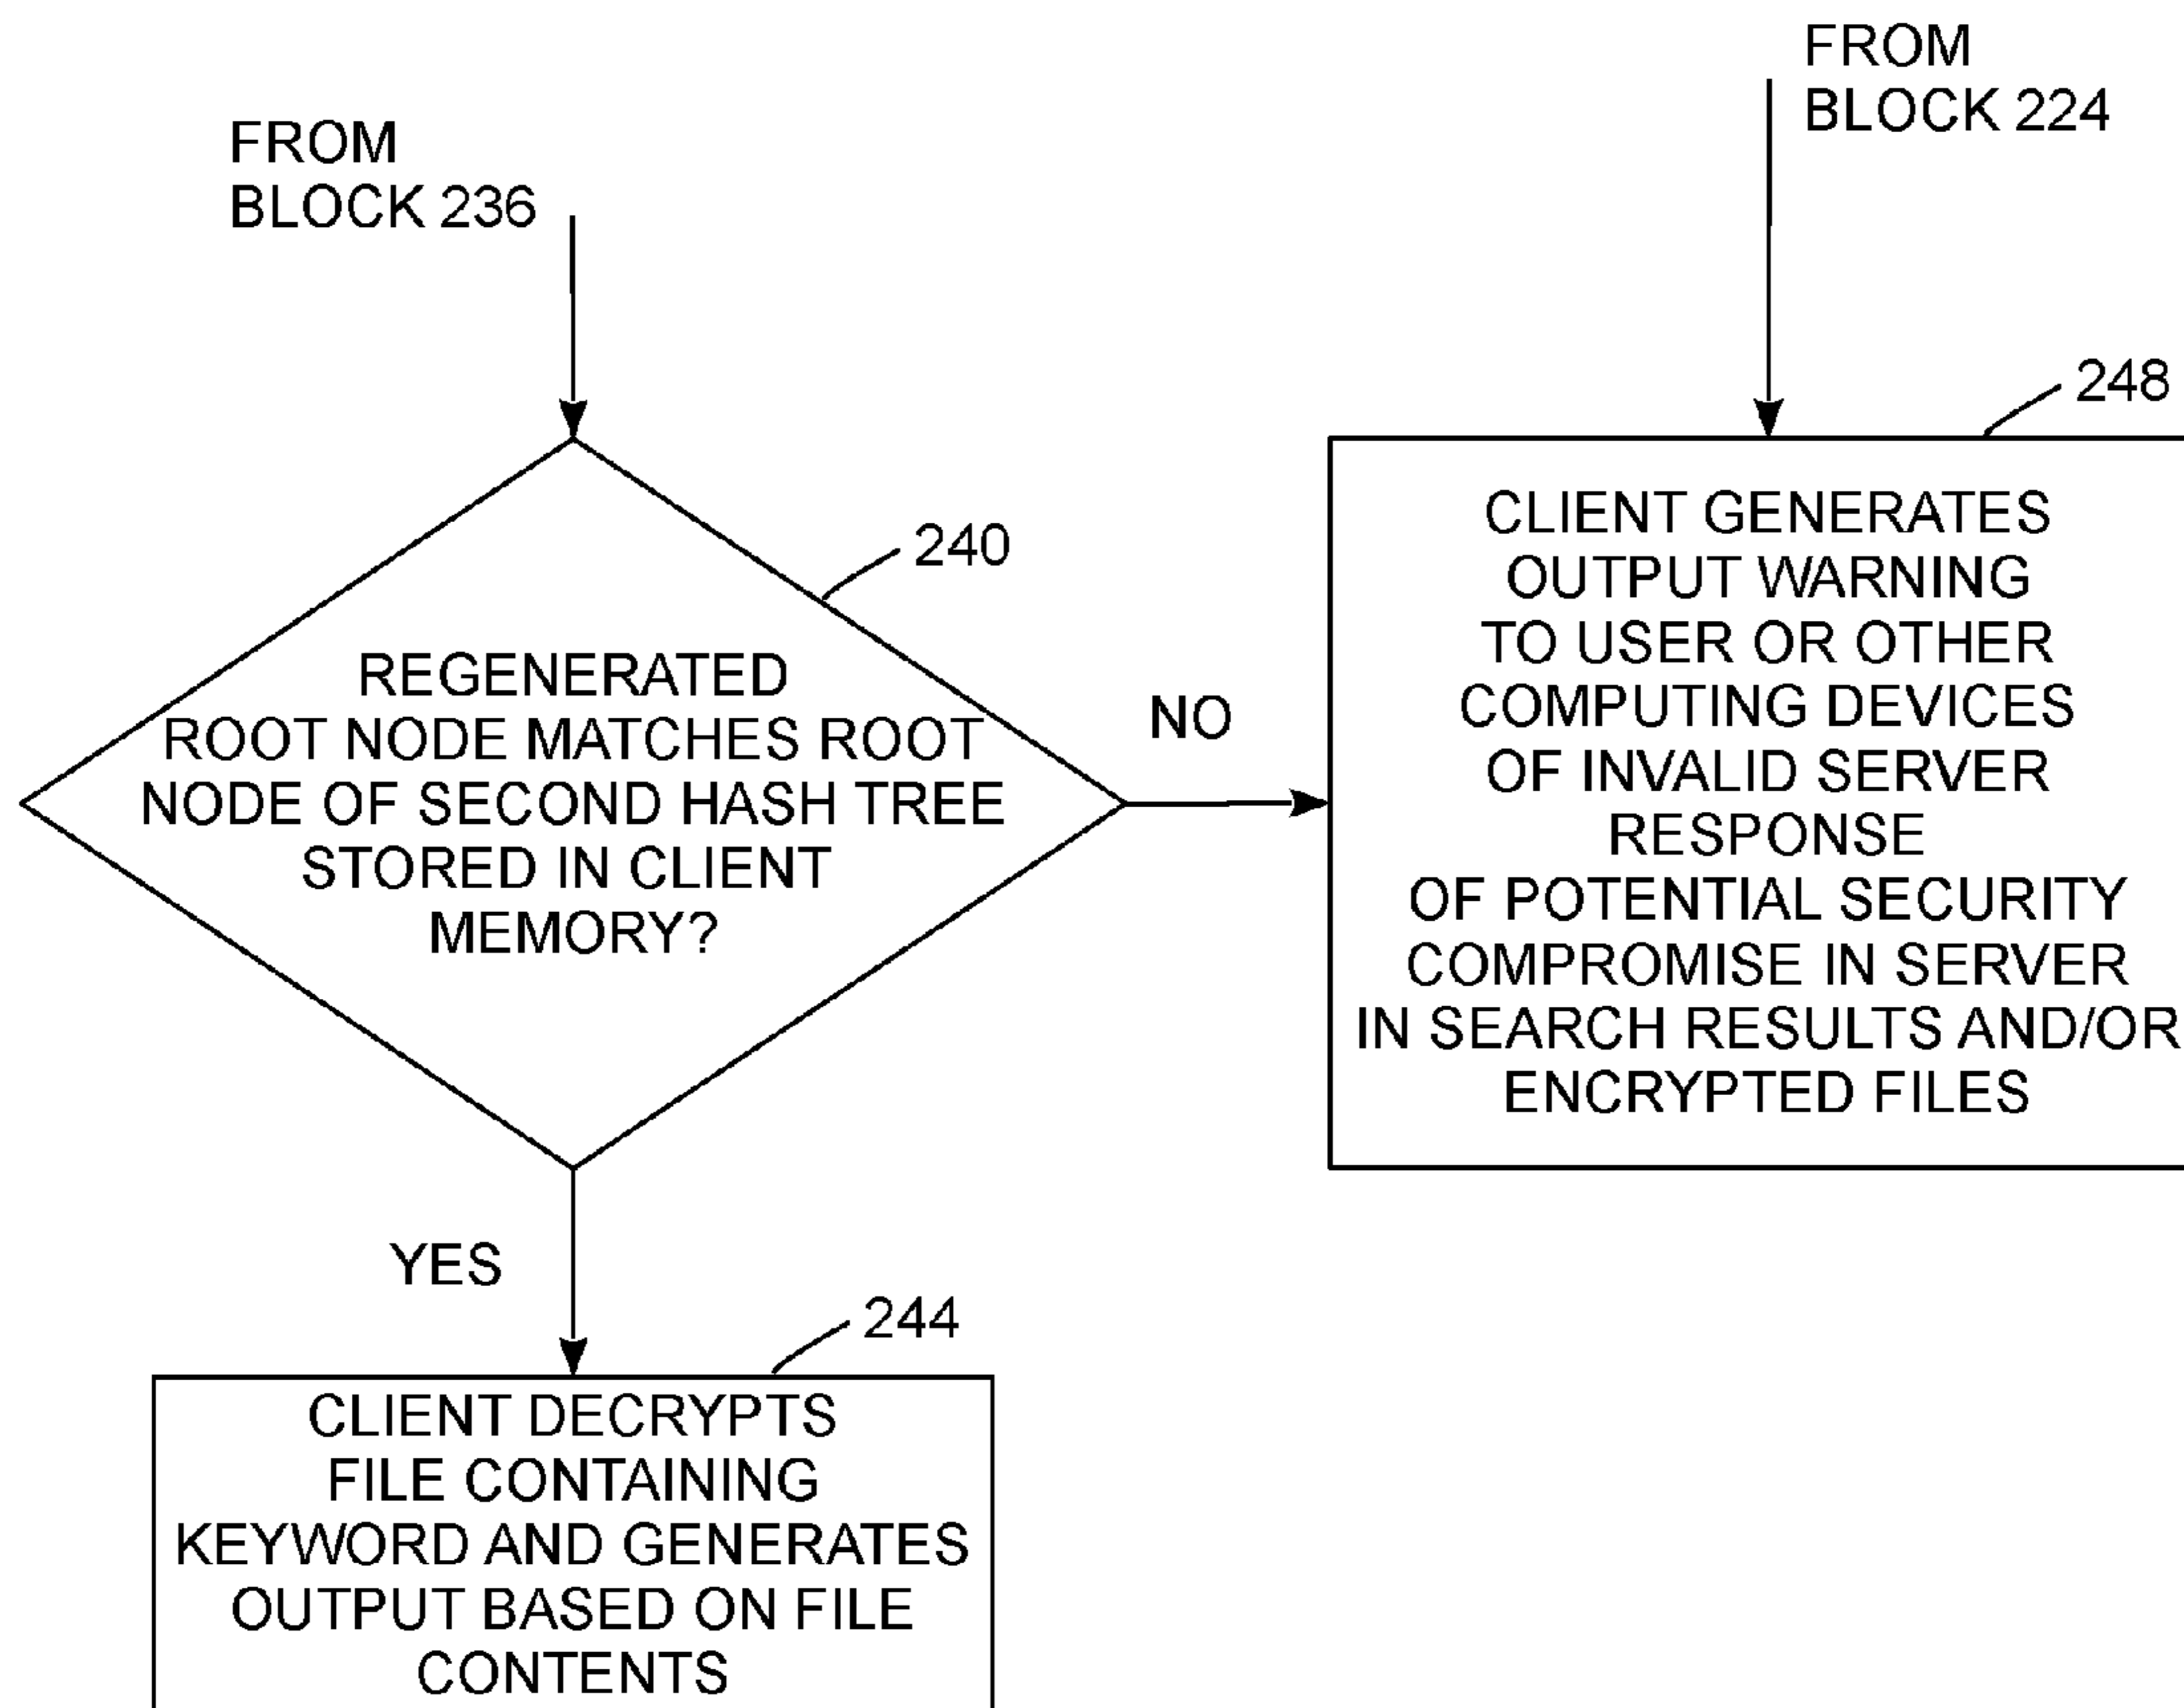 FROM
BLOCK 224
FROM
BLOCK 236
248
240
REGENERATED
ROOT NODE MATCHES ROOT
NODE OF SECOND HASH TREE
STORED IN CLIENT
MEMORY?
NO
CLIENT GENERATES
OUTPUT WARNING
TO USER OR OTHER
COMPUTING DEVICES
OF INVALID SERVER
RESPONSE
OF POTENTIAL SECURITY
COMPROMISE IN SERVER
IN SEARCH RESULTS AND/OR
ENCRYPTED FILES
YES
244
CLIENT DECRYPTS
FILE CONTAINING
KEYWORD AND GENERATES
OUTPUT BASED ON FILE
CONTENTS